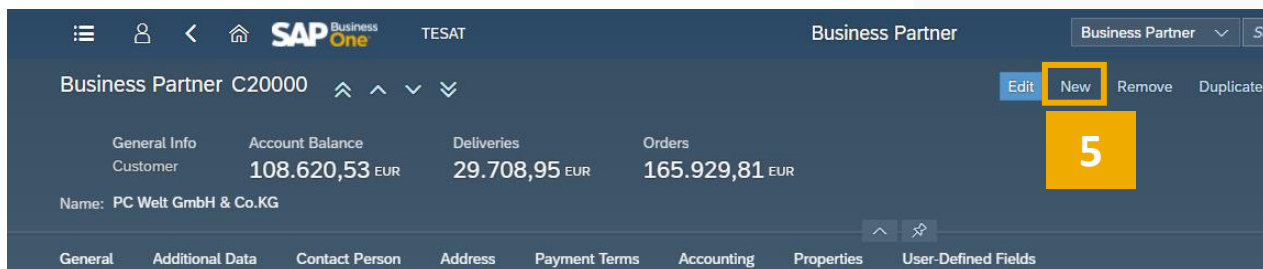 SAP Business One TESAT Business Partner Business Partner
Business Partner C20000 Edit New Remove Duplicate
5
General Info Account Balance Deliveries Orders
Customer 108.620,53 EUR 29.708,95 EUR 165.929,81 EUR
Name: PC Welt GmbH & Co.KG
General Additional Data Contact Person Address Payment Terms Accounting Properties User-Defined Fields